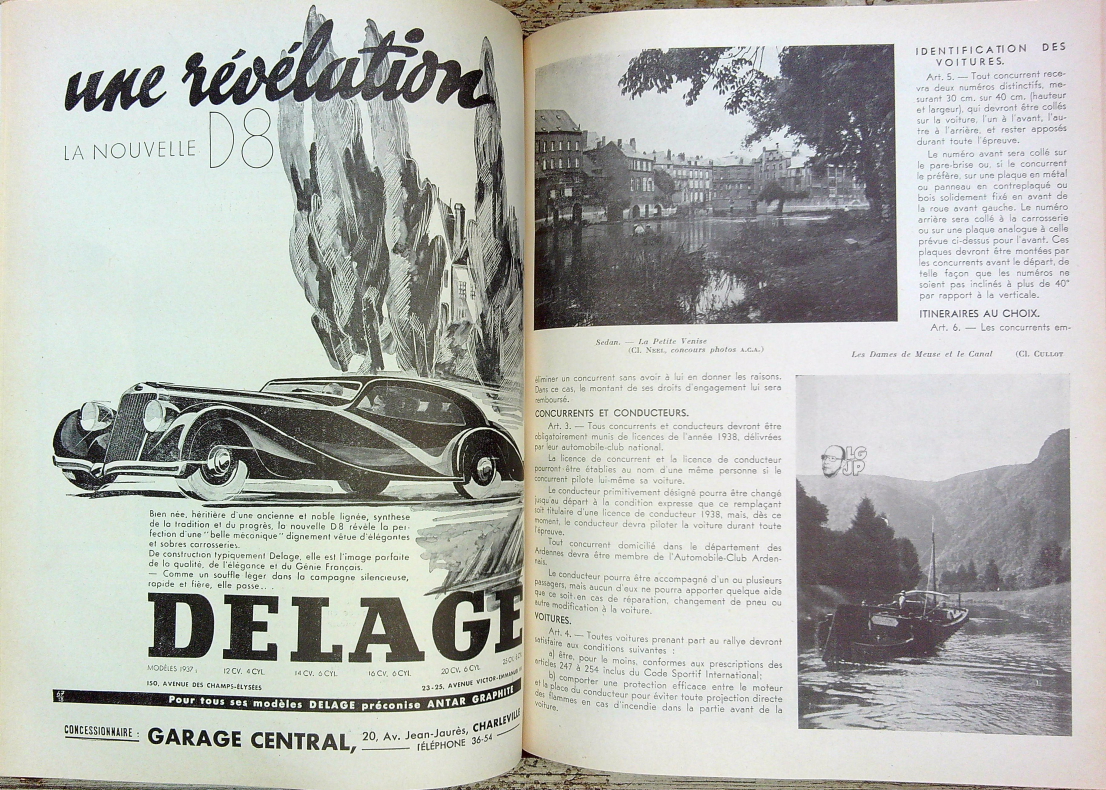 une révélation
LA NOUVELLE D8
Bien née, héritière d'une ancienne et noble lignée, synthese
de la tradition et du progrès, la nouvelle D8 révèle la per-
fection d'une "belle mécanique" dignement vêtue d'élégantes
et sobres carrosseries.
De construction typiquement Delage, elle est l'image parfaite
de la qualité, de l'élégance et du Génie Français.
— Comme un souffle léger dans la campagne silencieuse,
rapide et fière, elle passe...
DELAGE
MODÈLES 1937 : 12 CV. 4 CYL. 14 CV. 6 CYL. 16 CV. 6 CYL. 20 CV. 6 CYL.
150, AVENUE DES CHAMPS-ÉLYSÉES 23-25, AVENUE VICTOR-EMMANUEL
Pour tous ses modèles DELAGE préconise ANTAR GRAPHITE
CONCESSIONNAIRE : GARAGE CENTRAL, 20, Av. Jean-Jaurès, CHARLEVILLE
TÉLÉPHONE 36-54
Sedan. — La Petite Venise
(Cl. NEEL, concours photos A.C.A.)
éliminer un concurrent sans avoir à lui en donner les raisons.
Dans ce cas, le montant de ses droits d'engagement lui sera
remboursé.
CONCURRENTS ET CONDUCTEURS.
Art. 3. — Tous concurrents et conducteurs devront être
obligatoirement munis de licences de l'année 1938, délivrées
par leur automobile-club national.
La licence de concurrent et la licence de conducteur
pourront être établies au nom d'une même personne si le
concurrent pilote lui-même sa voiture.
Le conducteur primitivement désigné pourra être changé
jusqu'au départ à la condition expresse que ce remplaçant
soit titulaire d'une licence de conducteur 1938, mais, dès ce
moment, le conducteur devra piloter la voiture durant toute
l'épreuve.
Tout concurrent domicilié dans le département des
Ardennes devra être membre de l'Automobile-Club Arden-
nais.
Le conducteur pourra être accompagné d'un ou plusieurs
passagers, mais aucun d'eux ne pourra apporter quelque aide
que ce soit en cas de réparation, changement de pneu ou
autre modification à la voiture.
VOITURES.
Art. 4. — Toutes voitures prenant part au rallye devront
satisfaire aux conditions suivantes :
a) être, pour le moins, conformes aux prescriptions des
articles 247 à 254 inclus du Code Sportif International;
b) comporter une protection efficace entre le moteur
et la place du conducteur pour éviter toute projection directe
des flammes en cas d'incendie dans la partie avant de la
voiture.
IDENTIFICATION DES
VOITURES.
Art. 5. — Tout concurrent rece-
vra deux numéros distinctifs, me-
surant 30 cm. sur 40 cm. (hauteur
et largeur), qui devront être collés
sur la voiture, l'un à l'avant, l'au-
tre à l'arrière, et rester apposés
durant toute l'épreuve.
Le numéro avant sera collé sur
le pare-brise ou, si le concurrent
le préfère, sur une plaque en métal
ou panneau en contreplaqué ou
bois solidement fixé en avant de
la roue avant gauche. Le numéro
arrière sera collé à la carrosserie
ou sur une plaque analogue à celle
prévue ci-dessus pour l'avant. Ces
plaques devront être montées par
les concurrents avant le départ, de
telle façon que les numéros ne
soient pas inclinés à plus de 40°
par rapport à la verticale.
ITINERAIRES AU CHOIX.
Art. 6. — Les concurrents em-
Les Dames de Meuse et le Canal (Cl. CULLOT
LG
JP